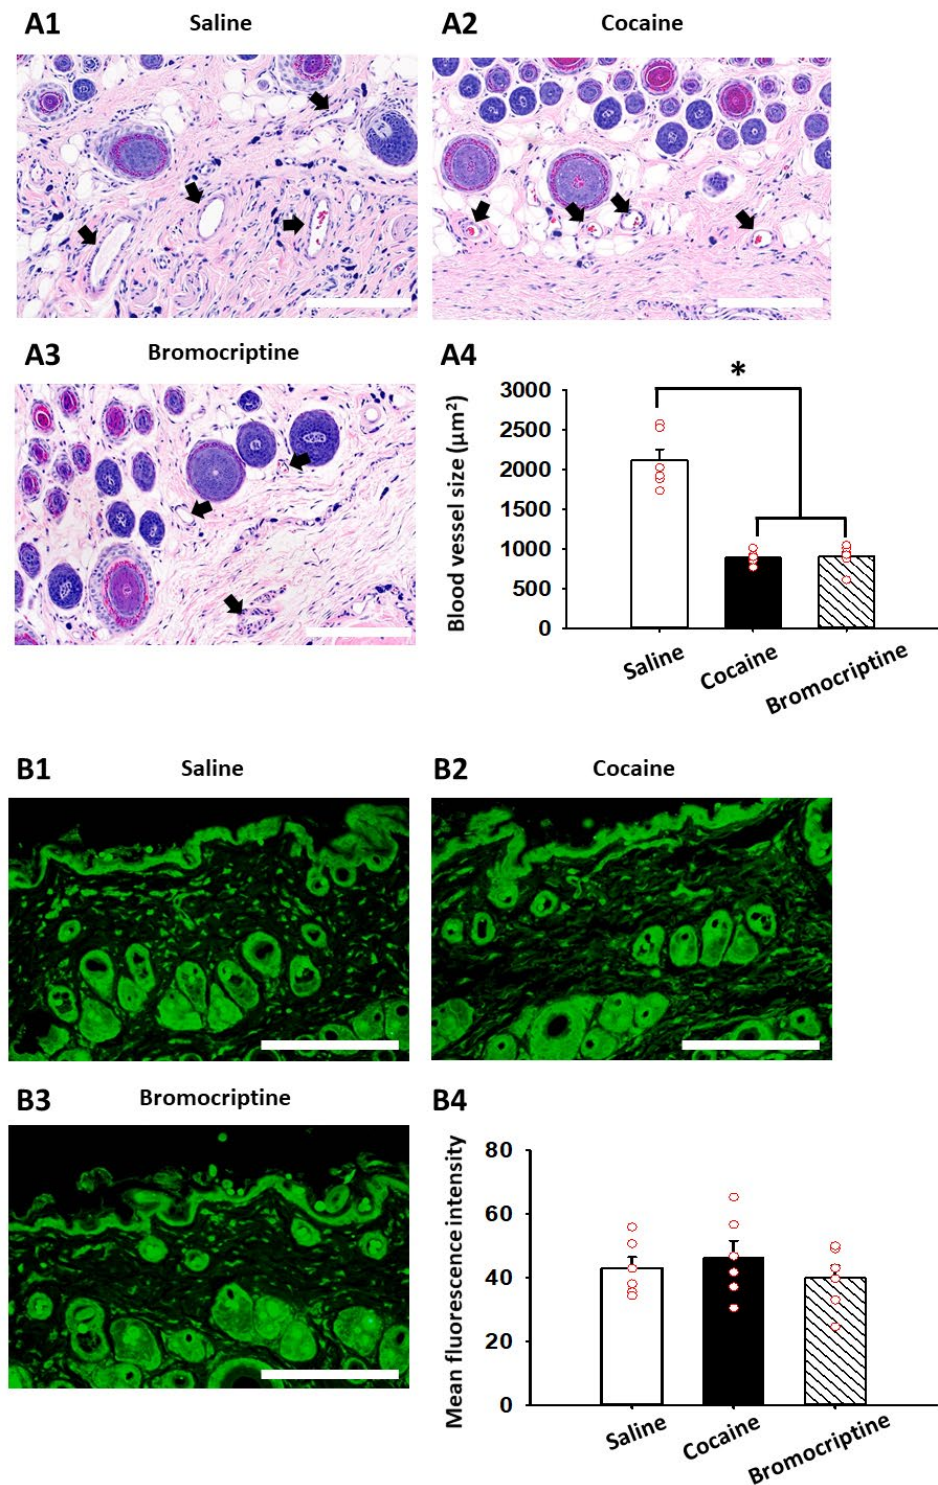 A1 Saline
A2 Cocaine
A3 Bromocriptine
A4
*
3000
2500
2000
1500
1000
500
0
Blood vessel size (µm²)
Saline
Cocaine
Bromocriptine
B1 Saline
B2 Cocaine
B3 Bromocriptine
B4
80
60
40
20
0
Mean fluorescence intensity
Saline
Cocaine
Bromocriptine